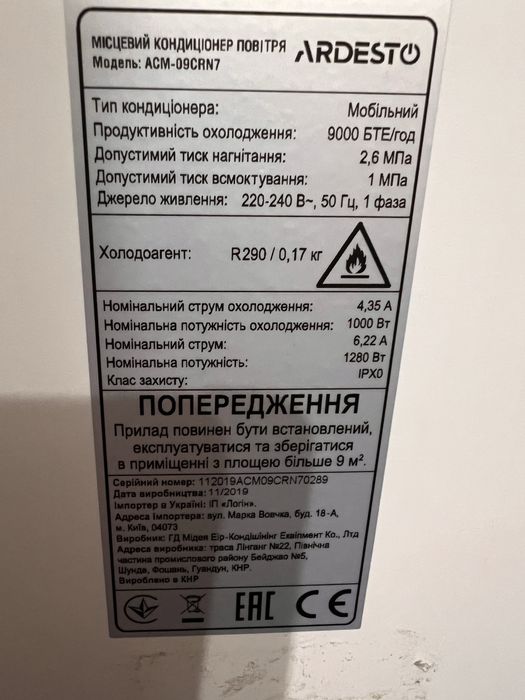 МІСЦЕВИЙ КОНДИЦІОНЕР ПОВІТРЯ ARDESTO
Модель: ACM-09CRN7
Тип кондиціонера: Мобільний
Продуктивність охолодження: 9000 БТЕ/год
Допустимий тиск нагнітання: 2,6 МПа
Допустимий тиск всмоктування: 1 МПа
Джерело живлення: 220-240 В~, 50 Гц, 1 фаза
Холодоагент: R290 / 0,17 кг
Номінальний струм охолодження: 4,35 А
Номінальна потужність охолодження: 1000 Вт
Номінальний струм: 6,22 А
Номінальна потужність: 1280 Вт
Клас захисту: IPX0
ПОПЕРЕДЖЕННЯ
Прилад повинен бути встановлений,
експлуатуватися та зберігатися
в приміщенні з площею більше 9 м².
Серійний номер: 112019ACM09CRN70289
Дата виробництва: 11/2019
Імпортер в Україні: ІП «Логін».
Адреса Імпортера: вул. Марка Вовчка, буд. 18-А,
м. Київ, 04073
Виробник: ГД Мідея Еір-Кондішінінг Еквіпмент Ко., Лтд
Адреса виробництва: траса Лінганг №22, Північна
частина промислового району Бейджао №5,
Шунде, Фошань, Гуандун, КНР.
Вироблено в КНР
EAC CE